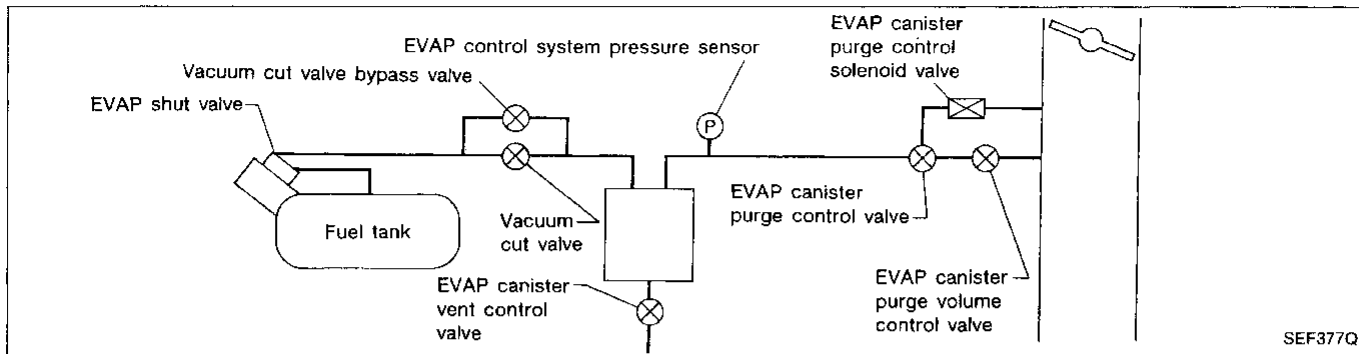 EVAP control system pressure sensor
Vacuum cut valve bypass valve
EVAP shut valve
EVAP canister
purge control
solenoid valve
P
Fuel tank
Vacuum
cut valve
EVAP canister
purge control valve
EVAP canister
vent control
valve
EVAP canister
purge volume
control valve
SEF377Q